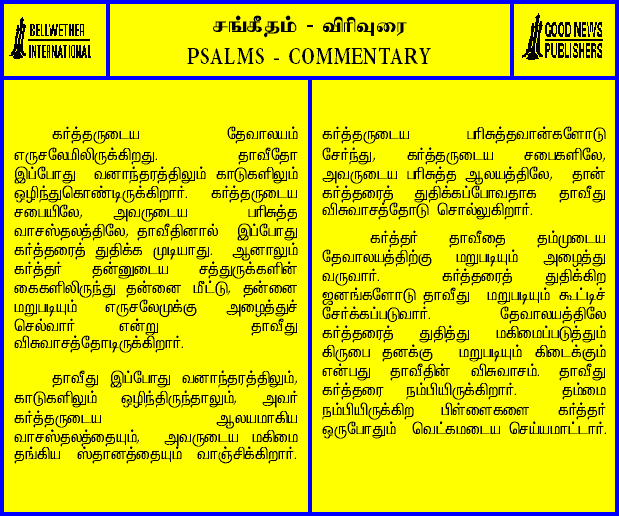 BELLWETHER
INTERNATIONAL
சங்கீதம் - விரிவுரை
PSALMS - COMMENTARY
GOOD NEWS
PUBLISHERS
கர்த்தருடைய தேவாலயம்
எருசலேமிலிருக்கிறது. தாவீதோ
இப்போது வனாந்தரத்திலும் காடுகளிலும்
ஒழிந்துகொண்டிருக்கிறார். கர்த்தருடைய
சபையிலே, அவருடைய பரிசுத்த
வாசஸ்தலத்திலே, தாவீதினால் இப்போது
கர்த்தரைத் துதிக்க முடியாது. ஆனாலும்
கர்த்தர் தன்னுடைய சத்துருக்களின்
கைகளிலிருந்து தன்னை மீட்டு, தன்னை
மறுபடியும் எருசலேமுக்கு அழைத்துச்
செல்வார் என்று தாவீது
விசுவாசத்தோடிருக்கிறார்.
தாவீது இப்போது வனாந்தரத்திலும்,
காடுகளிலும் ஒழிந்திருந்தாலும், அவர்
கர்த்தருடைய ஆலயமாகிய
வாசஸ்தலத்தையும், அவருடைய மகிமை
தங்கிய ஸ்தானத்தையும் வாஞ்சிக்கிறார்.
கர்த்தருடைய பரிசுத்தவான்களோடு
சேர்ந்து, கர்த்தருடைய சபைகளிலே,
அவருடைய பரிசுத்த ஆலயத்திலே, தான்
கர்த்தரைத் துதிக்கப்போவதாக தாவீது
விசுவாசத்தோடு சொல்லுகிறார்.
கர்த்தர் தாவீதை தம்முடைய
தேவாலயத்திற்கு மறுபடியும் அழைத்து
வருவார். கர்த்தரைத் துதிக்கிற
ஜனங்களோடு தாவீது மறுபடியும் கூட்டிச்
சேர்க்கப்படுவார். தேவாலயத்திலே
கர்த்தரைத் துதித்து மகிமைப்படுத்தும்
கிருபை தனக்கு மறுபடியும் கிடைக்கும்
என்பது தாவீதின் விசுவாசம். தாவீது
கர்த்தரை நம்பியிருக்கிறார். தம்மை
நம்பியிருக்கிற பிள்ளைகளை கர்த்தர்
ஒருபோதும் வெட்கமடைய செய்யமாட்டார்.